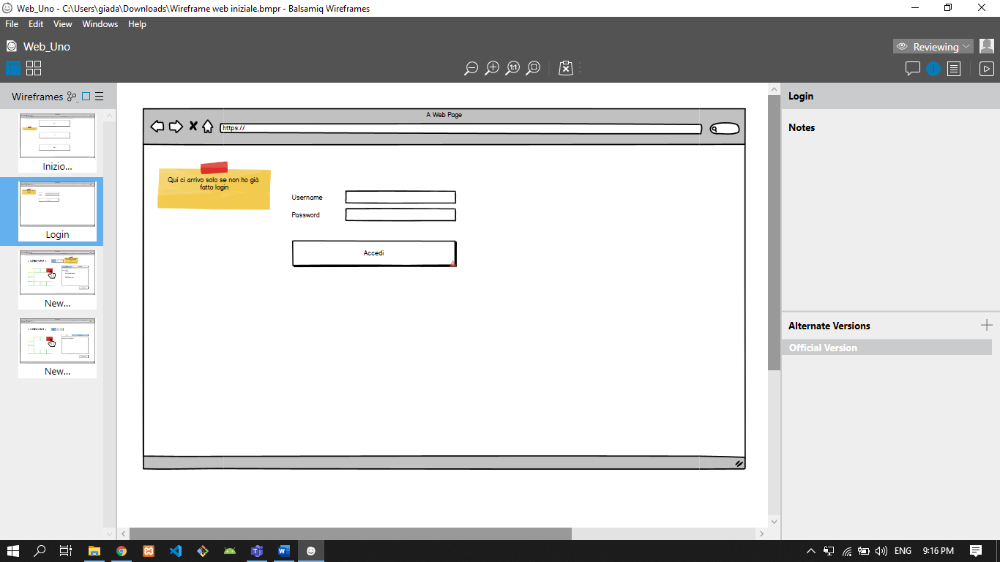 Web_Uno - C:\Users\giada\Downloads\Wireframe web iniziale.bmpr - Balsamiq Wireframes
File Edit View Windows Help
Web_Uno
Reviewing
1:1
Wireframes
Inizio...
Login
New...
New...
A Web Page
https://
Qui ci arrivo solo se non ho già
fatto login
Username
Password
Accedi
Login
Notes
Alternate Versions
Official Version
ENG
9:16 PM